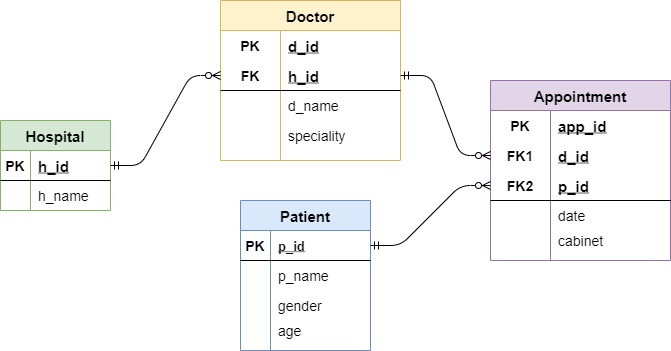 Doctor
PK d_id
FK h_id
d_name
speciality
Hospital
PK h_id
h_name
Appointment
PK app_id
FK1 d_id
FK2 p_id
date
cabinet
Patient
PK p_id
p_name
gender
age